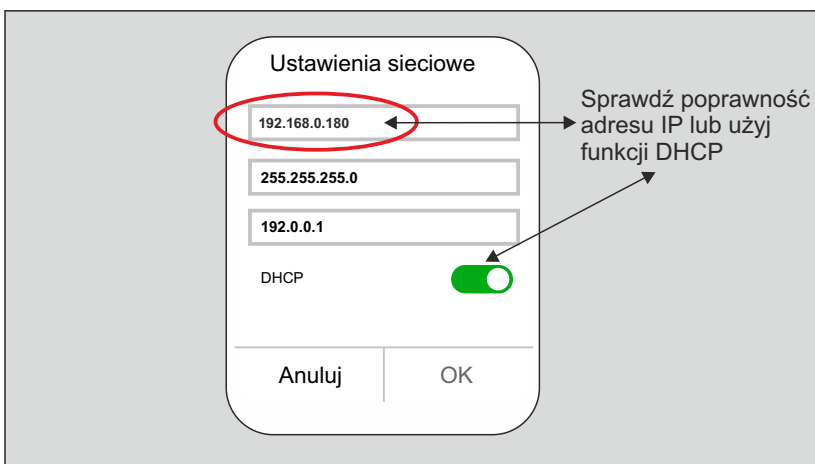 Ustawienia sieciowe
192.168.0.180
255.255.255.0
192.0.0.1
DHCP
Anuluj
OK
Sprawdź poprawność
adresu IP lub użyj
funkcji DHCP